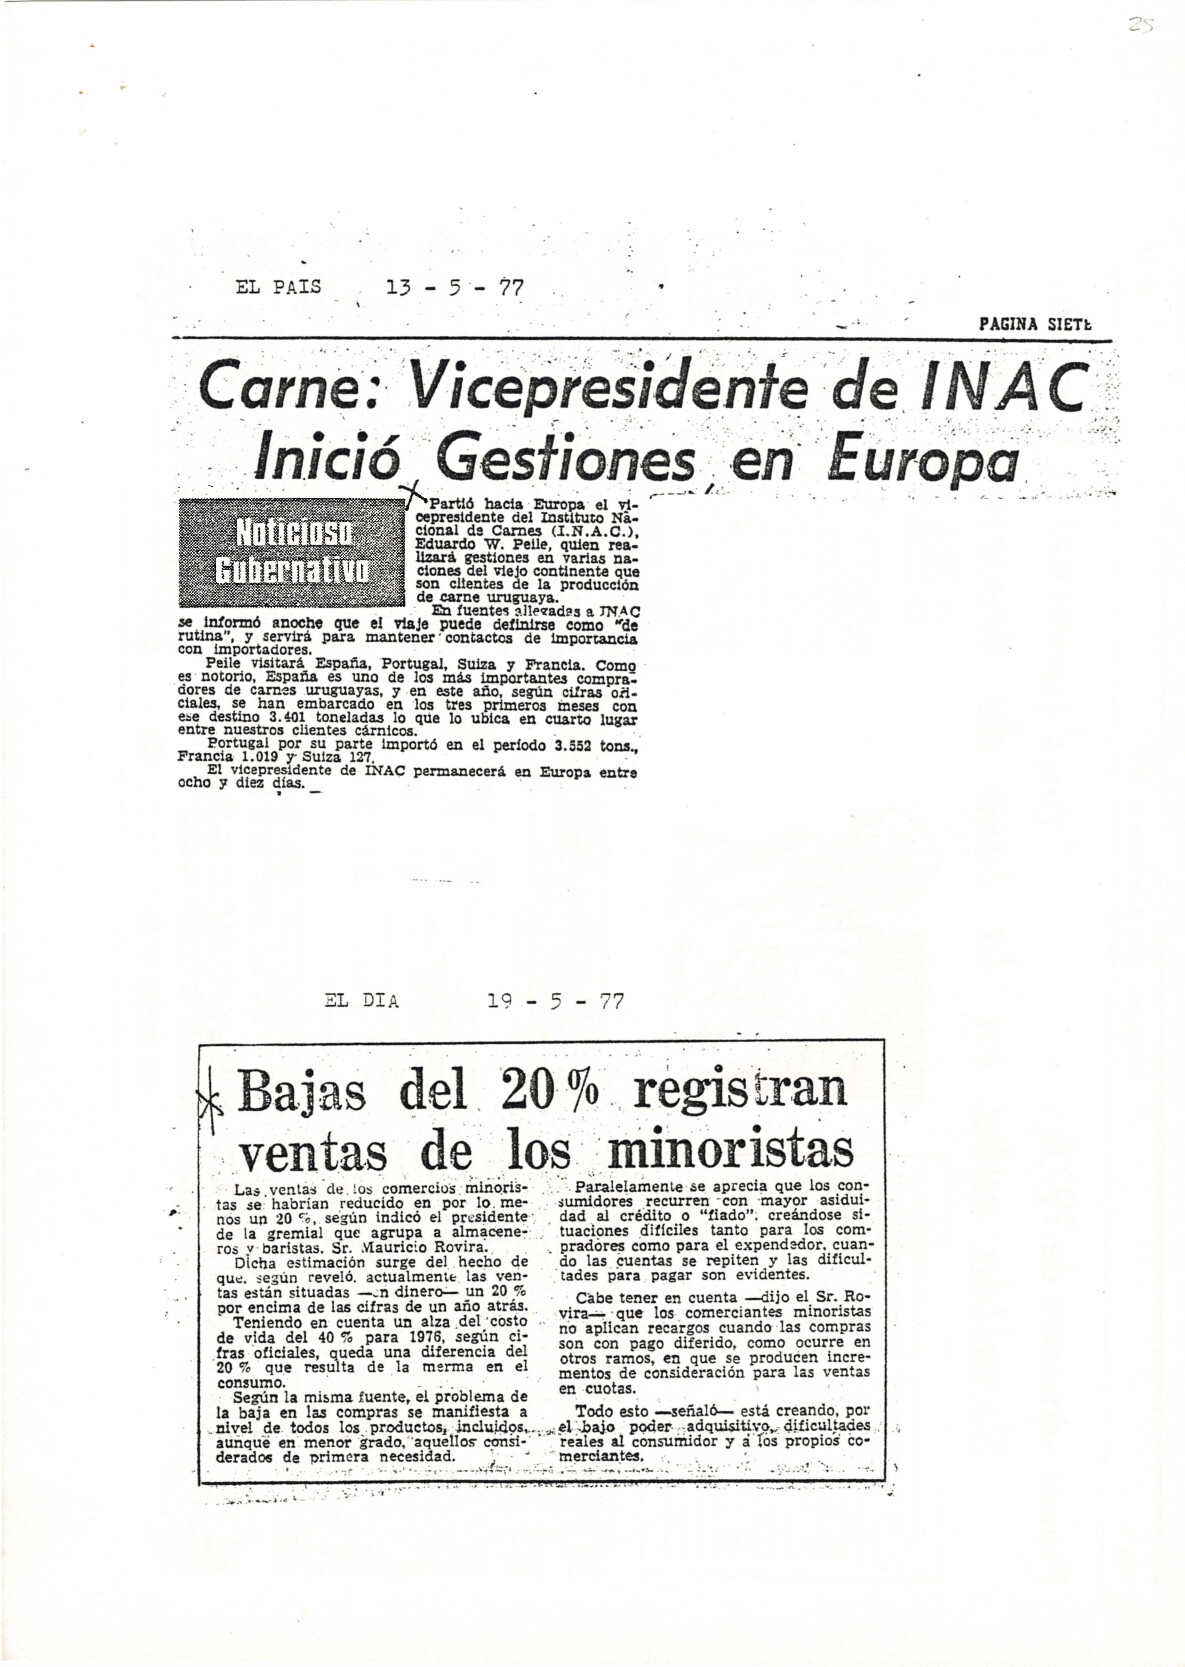 25
EL PAIS 13 - 5 - 77
PAGINA SIETE
Carne: Vicepresidente de INAC
Inició Gestiones en Europa
Noticioso
Gubernativo
Partió hacia Europa el vi-
cepresidente del Instituto Na-
cional de Carnes (I.N.A.C.),
Eduardo W. Peile, quien rea-
lizará gestiones en varias na-
ciones del viejo continente que
son clientes de la producción
de carne uruguaya.
En fuentes allegadas a INAC
se informó anoche que el viaje puede definirse como "de
rutina", y servirá para mantener contactos de importancia
con importadores.
Peile visitará España, Portugal, Suiza y Francia. Como
es notorio, España es uno de los más importantes compra-
dores de carnes uruguayas, y en este año, según cifras ofi-
ciales, se han embarcado en los tres primeros meses con
ese destino 3.401 toneladas lo que lo ubica en cuarto lugar
entre nuestros clientes cárnicos.
Portugal por su parte importó en el período 3.552 tons.,
Francia 1.019 y Suiza 127.
El vicepresidente de INAC permanecerá en Europa entre
ocho y diez días.
EL DIA 19 - 5 - 77
Bajas del 20% registran
ventas de los minoristas
Las ventas de los comercios minoris-
tas se habrían reducido en por lo me-
nos un 20 %, según indicó el presidente
de la gremial que agrupa a almacene-
ros y baristas. Sr. Mauricio Rovira.
Dicha estimación surge del hecho de
que, según reveló, actualmente las ven-
tas están situadas —en dinero— un 20 %
por encima de las cifras de un año atrás.
Teniendo en cuenta un alza del costo
de vida del 40 % para 1976, según ci-
fras oficiales, queda una diferencia del
20 % que resulta de la merma en el
consumo.
Según la misma fuente, el problema de
la baja en las compras se manifiesta a
nivel de todos los productos, incluidos,
aunque en menor grado, aquellos consi-
derados de primera necesidad.
Paralelamente se aprecia que los con-
sumidores recurren con mayor asidui-
dad al crédito o "fiado", creándose si-
tuaciones difíciles tanto para los com-
pradores como para el expendedor, cuan-
do las cuentas se repiten y las dificul-
tades para pagar son evidentes.
Cabe tener en cuenta —dijo el Sr. Ro-
vira— que los comerciantes minoristas
no aplican recargos cuando las compras
son con pago diferido, como ocurre en
otros ramos, en que se producen incre-
mentos de consideración para las ventas
en cuotas.
Todo esto —señaló— está creando, por
el bajo poder adquisitivo, dificultades
reales al consumidor y a los propios co-
merciantes.